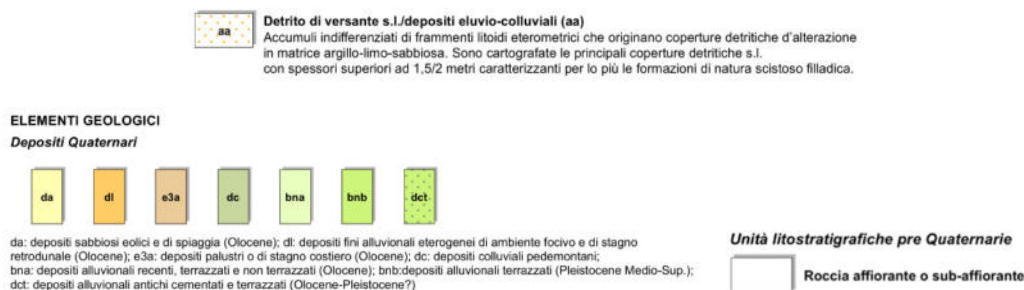 aa
Detrito di versante s.l./depositi eluvio-colluviali (aa)
Accumuli indifferenziati di frammenti litoidi eterometrici che originano coperture detritiche d'alterazione
in matrice argillo-limo-sabbiosa. Sono cartografate le principali coperture detritiche s.l.
con spessori superiori ad 1,5/2 metri caratterizzanti per lo più le formazioni di natura scistoso filladica.
ELEMENTI GEOLOGICI
Depositi Quaternari
da dl e3a dc bna bnb dct
da: depositi sabbiosi eolici e di spiaggia (Olocene); dl: depositi fini alluvionali eterogenei di ambiente focivo e di stagno
retrodunale (Olocene); e3a: depositi palustri o di stagno costiero (Olocene); dc: depositi colluviali pedemontani;
bna: depositi alluvionali recenti, terrazzati e non terrazzati (Olocene); bnb:depositi alluvionali terrazzati (Pleistocene Medio-Sup.);
dct: depositi alluvionali antichi cementati e terrazzati (Olocene-Pleistocene?)
Unità litostratigrafiche pre Quaternarie
Roccia affiorante o sub-affiorante